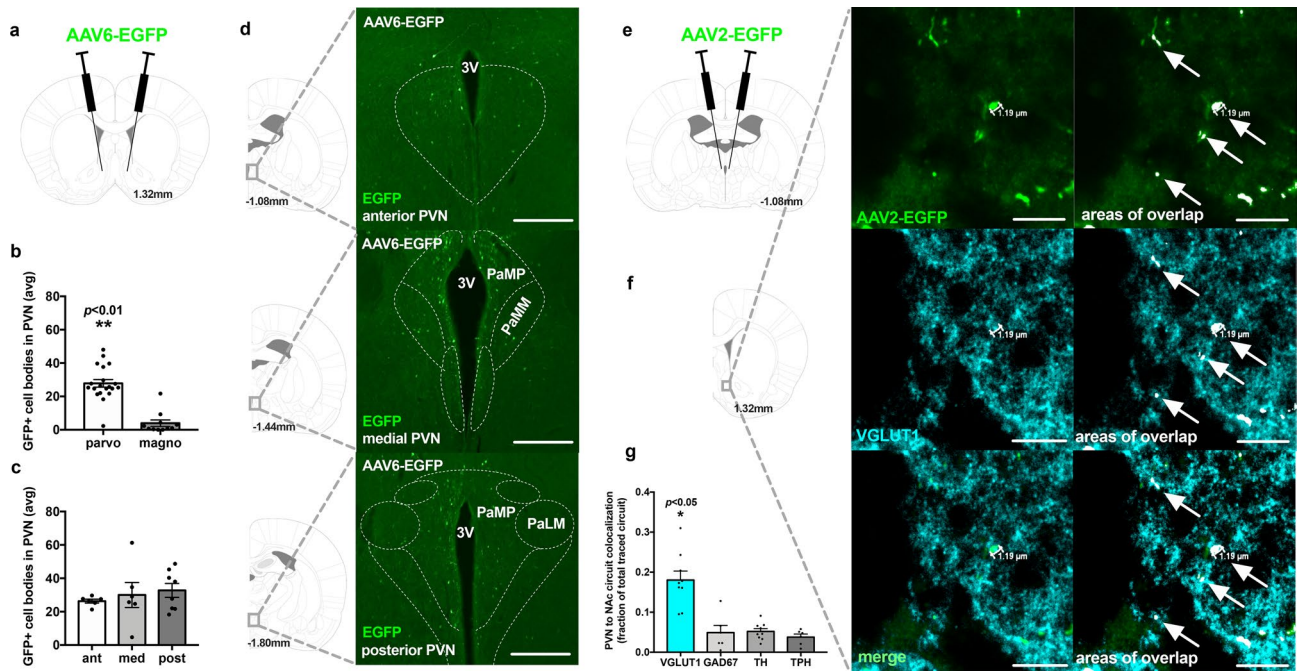 a
AAV6-EGFP
1.32mm
b
GFP+ cell bodies in PVN (avg)
80
60
40
20
0
p<0.01
**
parvo
magno
c
GFP+ cell bodies in PVN (avg)
80
60
40
20
0
ant
med
post
d
-1.08mm
AAV6-EGFP
3V
EGFP
anterior PVN
-1.44mm
AAV6-EGFP
3V
PaMP
PaMM
EGFP
medial PVN
-1.80mm
AAV6-EGFP
3V
PaMP
PaLM
EGFP
posterior PVN
e
AAV2-EGFP
-1.08mm
f
1.32mm
g
PVN to NAc circuit colocalization
(fraction of total traced circuit)
0.4
0.3
0.2
0.1
0.0
p<0.05
*
VGLUT1
GAD67
TH
TPH
1.19 µm
AAV2-EGFP
1.19 µm
areas of overlap
1.19 µm
VGLUT1
1.19 µm
areas of overlap
1.19 µm
merge
1.19 µm
areas of overlap